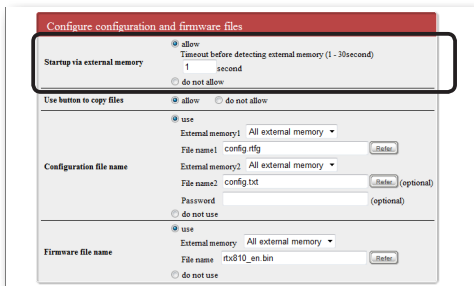 Configure configuration and firmware files
allow
Timeout before detecting external memory (1 - 30second)
Startup via external memory
1 second
do not allow
Use button to copy files allow do not allow
use
External memory1 All external memory
File name1 config.rtfg Refer
Configuration file name External memory2 All external memory
File name2 config.txt Refer (optional)
Password (optional)
do not use
use
External memory All external memory
Firmware file name
File name rtx810_en.bin Refer
do not use